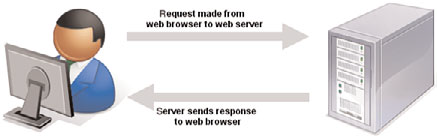 Request made from
web browser to web server
Server sends response
to web browser